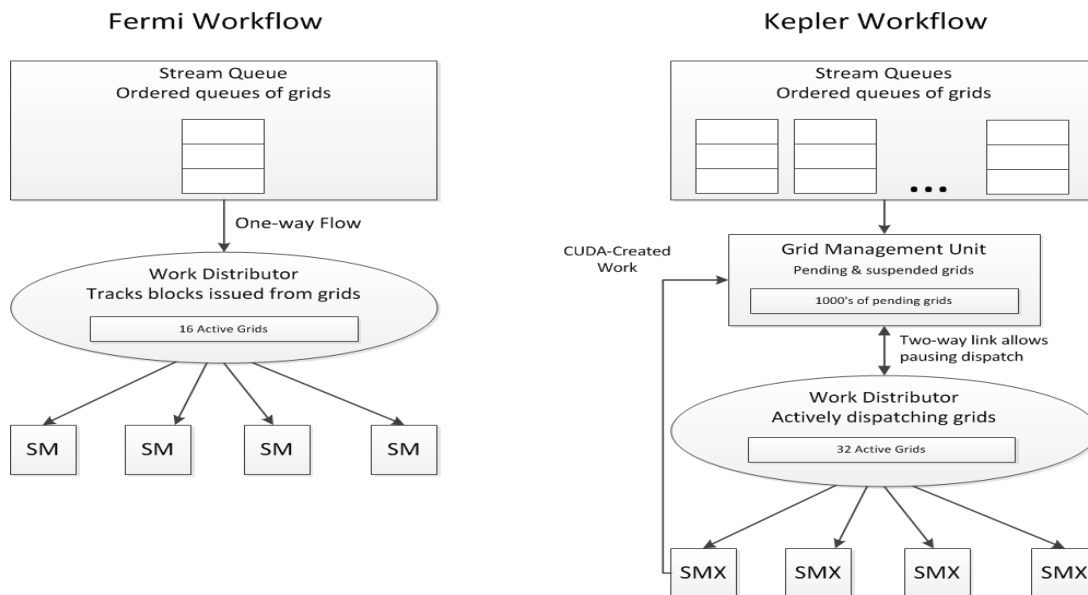 Fermi Workflow
Stream Queue
Ordered queues of grids
One-way Flow
Work Distributor
Tracks blocks issued from grids
16 Active Grids
SM
SM
SM
SM
Kepler Workflow
Stream Queues
Ordered queues of grids
...
CUDA-Created
Work
Grid Management Unit
Pending & suspended grids
1000's of pending grids
Two-way link allows
pausing dispatch
Work Distributor
Actively dispatching grids
32 Active Grids
SMX
SMX
SMX
SMX